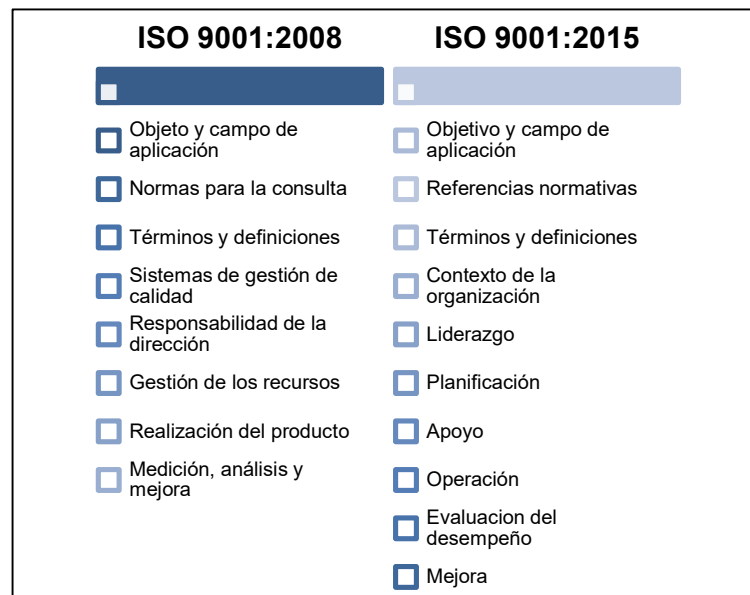 ISO 9001:2008
Objeto y campo de
aplicación
Normas para la consulta
Términos y definiciones
Sistemas de gestión de
calidad
Responsabilidad de la
dirección
Gestión de los recursos
Realización del producto
Medición, análisis y
mejora
ISO 9001:2015
Objetivo y campo de
aplicación
Referencias normativas
Términos y definiciones
Contexto de la
organización
Liderazgo
Planificación
Apoyo
Operación
Evaluacion del
desempeño
Mejora